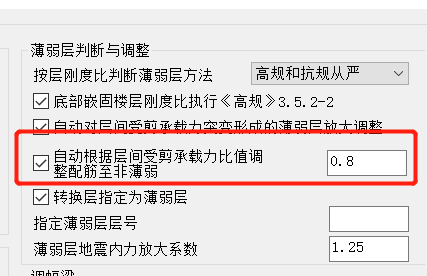 薄弱层判断与调整
按层刚度比判断薄弱层方法 高规和抗规从严
底部嵌固楼层刚度比执行《高规》3.5.2-2
自动对层间受剪承载力突变形成的薄弱层放大调整
自动根据层间受剪承载力比值调
整配筋至非薄弱 0.8
转换层指定为薄弱层
指定薄弱层层号
薄弱层地震内力放大系数 1.25
调幅梁